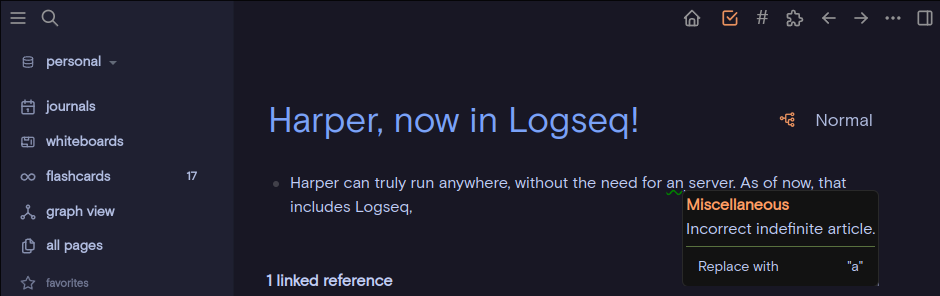 personal
journals
whiteboards
flashcards 17
graph view
all pages
favorites
#
Harper, now in Logseq!
Normal
Harper can truly run anywhere, without the need for an server. As of now, that
includes Logseq,
Miscellaneous
Incorrect indefinite article.
Replace with "a"
1 linked reference